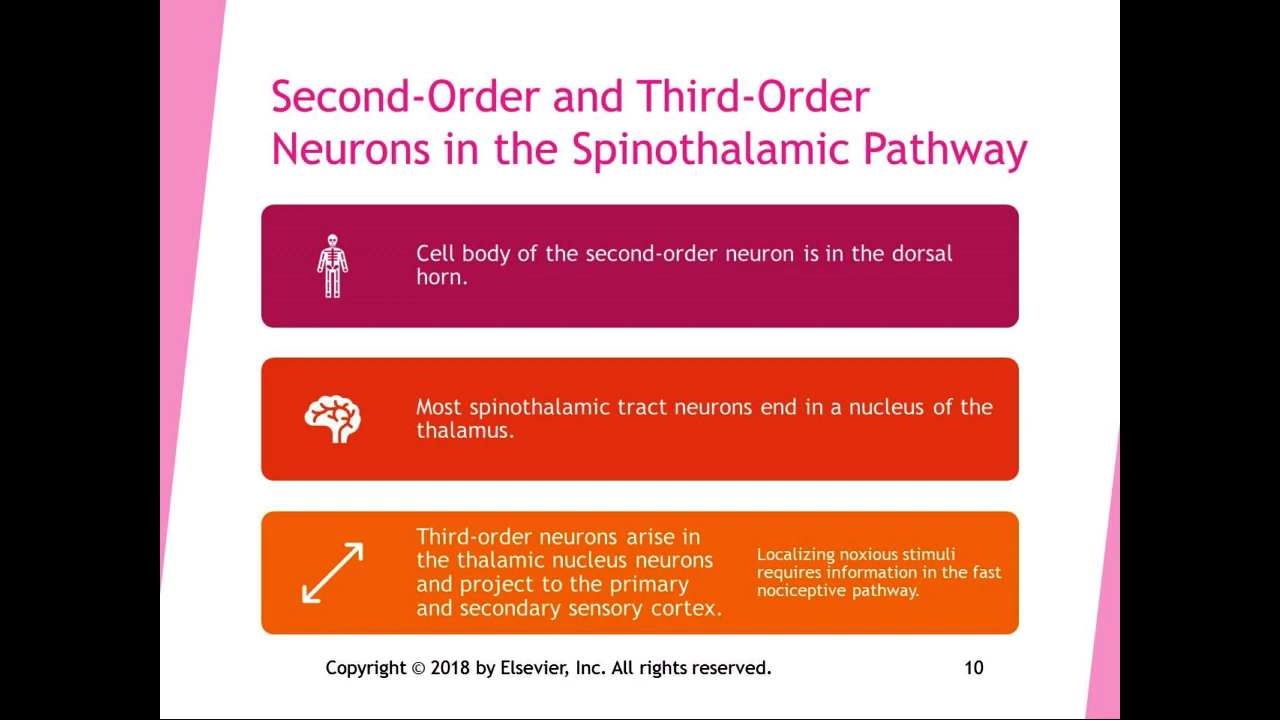 Second-Order and Third-Order
Neurons in the Spinothalamic Pathway
Cell body of the second-order neuron is in the dorsal
horn.
Most spinothalamic tract neurons end in a nucleus of the
thalamus.
Third-order neurons arise in
the thalamic nucleus neurons
and project to the primary
and secondary sensory cortex.
Localizing noxious stimuli
requires information in the fast
nociceptive pathway.
Copyright © 2018 by Elsevier, Inc. All rights reserved.
10